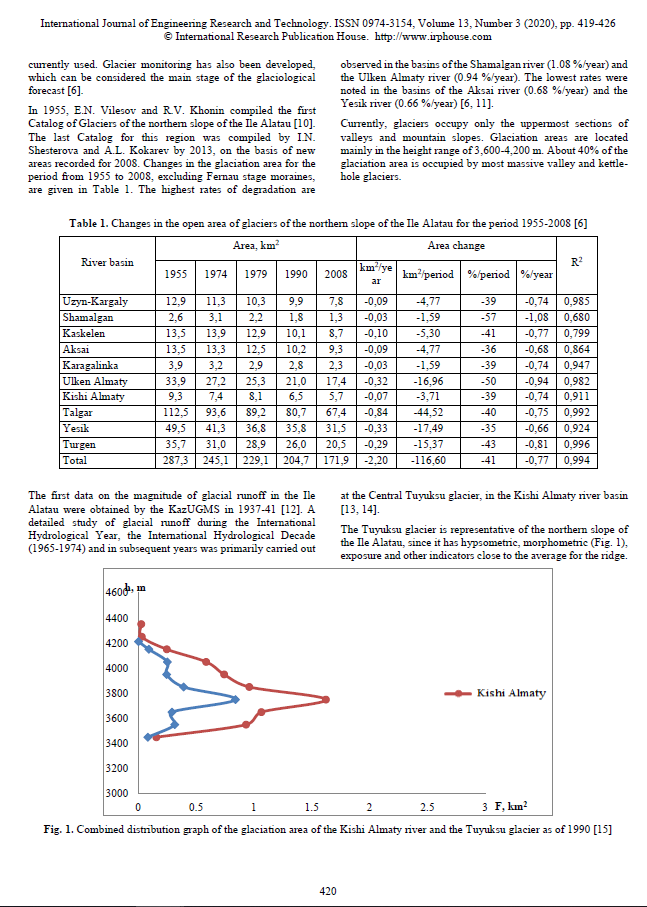 International Journal of Engineering Research and Technology. ISSN 0974-3154, Volume 13, Number 3 (2020), pp. 419-426
© International Research Publication House. http://www.irphouse.com
currently used. Glacier monitoring has also been developed,
which can be considered the main stage of the glaciological
forecast [6].
In 1955, E.N. Vilesov and R.V. Khonin compiled the first
Catalog of Glaciers of the northern slope of the Ile Alatau [10].
The last Catalog for this region was compiled by I.N.
Shesterova and A.L. Kokarev by 2013, on the basis of new
areas recorded for 2008. Changes in the glaciation area for the
period from 1955 to 2008, excluding Fernau stage moraines,
are given in Table 1. The highest rates of degradation are
observed in the basins of the Shamalgan river (1.08 %/year) and
the Ulken Almaty river (0.94 %/year). The lowest rates were
noted in the basins of the Aksai river (0.68 %/year) and the
Yesik river (0.66 %/year) [6, 11].
Currently, glaciers occupy only the uppermost sections of
valleys and mountain slopes. Glaciation areas are located
mainly in the height range of 3,600-4,200 m. About 40% of the
glaciation area is occupied by most massive valley and kettle-
hole glaciers.
Table 1. Changes in the open area of glaciers of the northern slope of the Ile Alatau for the period 1955-2008 [6]
River basin Area, km² Area change R²
1955 1974 1979 1990 2008 km²/ye
ar km²/period %/period %/year
Uzyn-Kargaly 12,9 11,3 10,3 9,9 7,8 -0,09 -4,77 -39 -0,74 0,985
Shamalgan 2,6 3,1 2,2 1,8 1,3 -0,03 -1,59 -57 -1,08 0,680
Kaskelen 13,5 13,9 12,9 10,1 8,7 -0,10 -5,30 -41 -0,77 0,799
Aksai 13,5 13,3 12,5 10,2 9,3 -0,09 -4,77 -36 -0,68 0,864
Karagalinka 3,9 3,2 2,9 2,8 2,3 -0,03 -1,59 -39 -0,74 0,947
Ulken Almaty 33,9 27,2 25,3 21,0 17,4 -0,32 -16,96 -50 -0,94 0,982
Kishi Almaty 9,3 7,4 8,1 6,5 5,7 -0,07 -3,71 -39 -0,74 0,911
Talgar 112,5 93,6 89,2 80,7 67,4 -0,84 -44,52 -40 -0,75 0,992
Yesik 49,5 41,3 36,8 35,8 31,5 -0,33 -17,49 -35 -0,66 0,924
Turgen 35,7 31,0 28,9 26,0 20,5 -0,29 -15,37 -43 -0,81 0,996
Total 287,3 245,1 229,1 204,7 171,9 -2,20 -116,60 -41 -0,77 0,994
The first data on the magnitude of glacial runoff in the Ile
Alatau were obtained by the KazUGMS in 1937-41 [12]. A
detailed study of glacial runoff during the International
Hydrological Year, the International Hydrological Decade
(1965-1974) and in subsequent years was primarily carried out
at the Central Tuyuksu glacier, in the Kishi Almaty river basin
[13, 14].
The Tuyuksu glacier is representative of the northern slope of
the Ile Alatau, since it has hypsometric, morphometric (Fig. 1),
exposure and other indicators close to the average for the ridge.
4600 h, m
4400
4200
4000
3800
3600
3400
3200
3000
0 0.5 1 1.5 2 2.5 3 F, km²
Kishi Almaty
Fig. 1. Combined distribution graph of the glaciation area of the Kishi Almaty river and the Tuyuksu glacier as of 1990 [15]
420